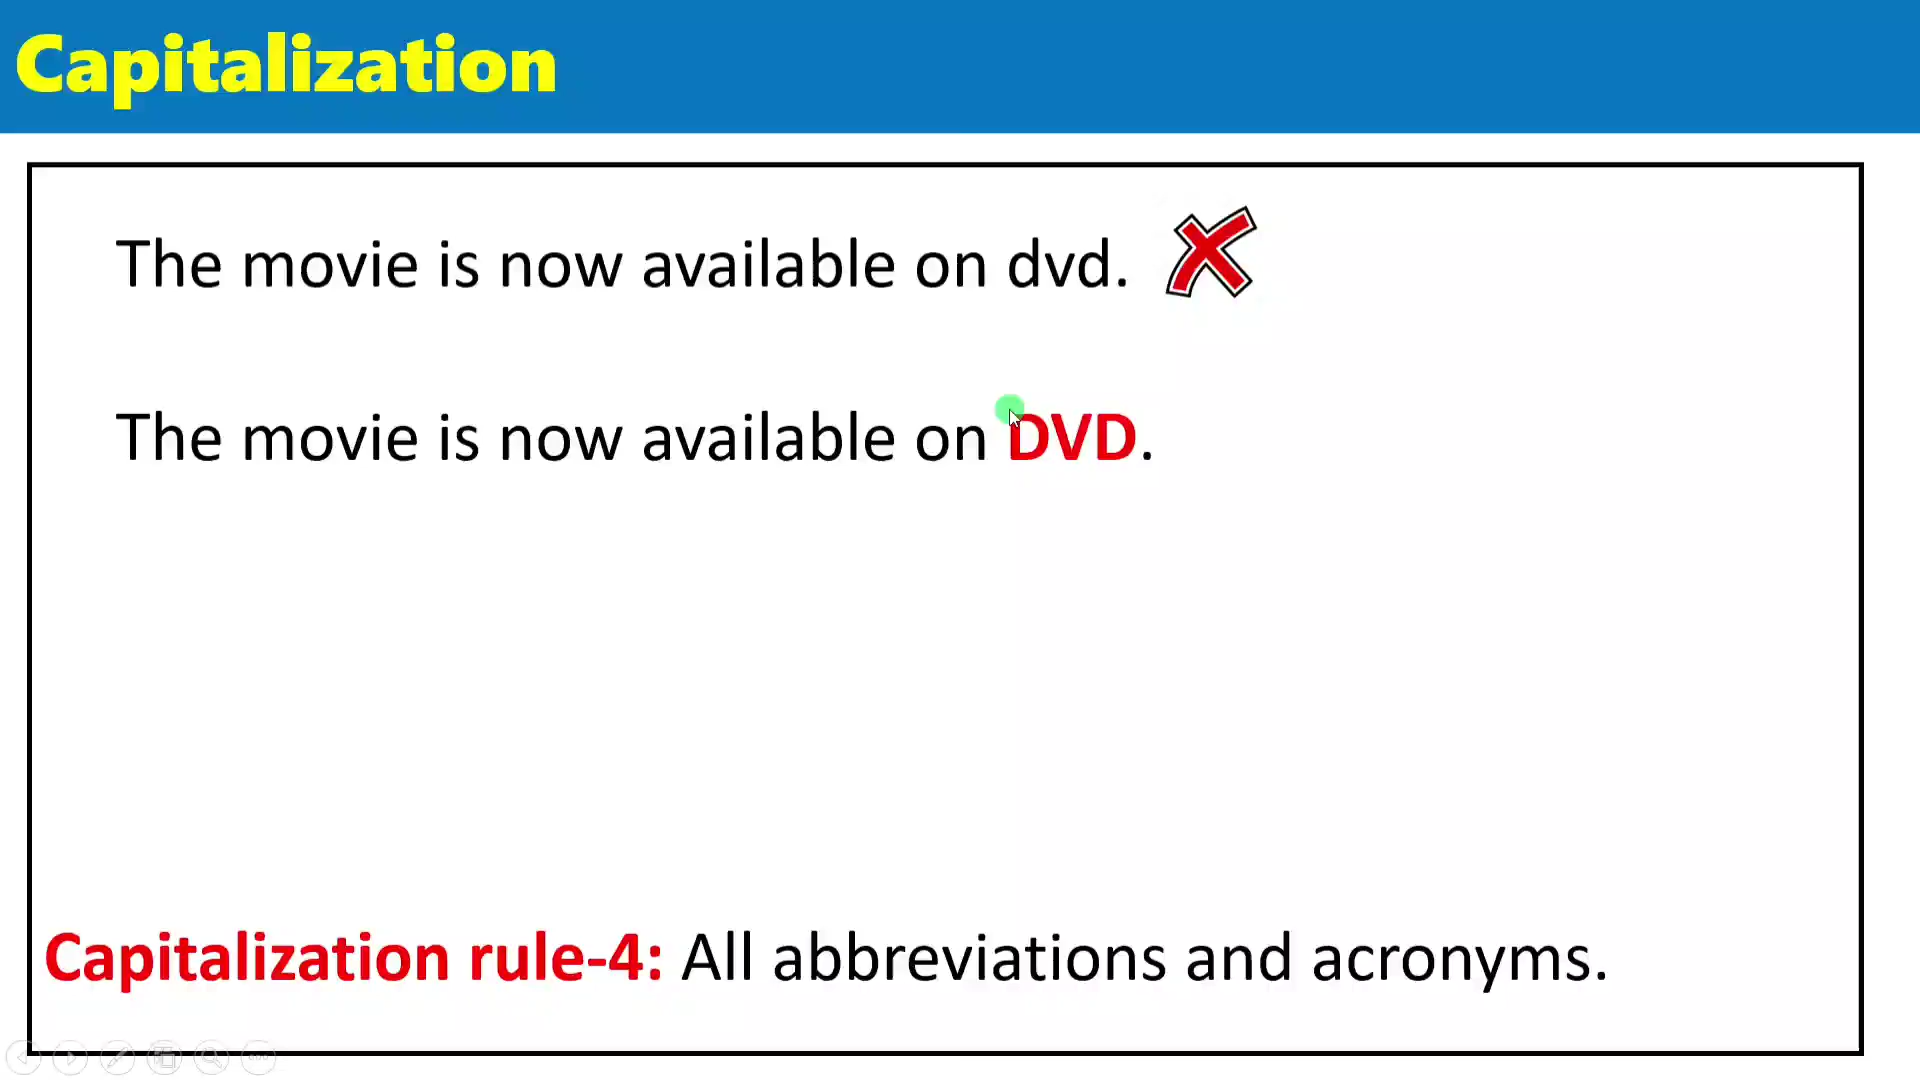 Capitalization
The movie is now available on dvd.
The movie is now available on DVD.
Capitalization rule-4: All abbreviations and acronyms.